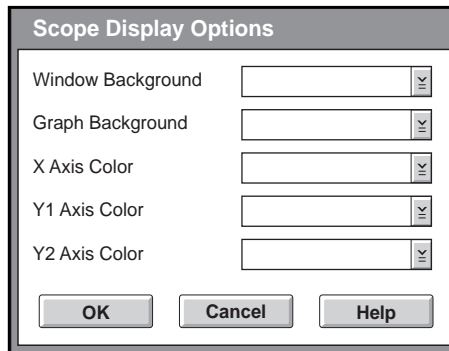 Scope Display Options
Window Background
Graph Background
X Axis Color
Y1 Axis Color
Y2 Axis Color
OK Cancel Help